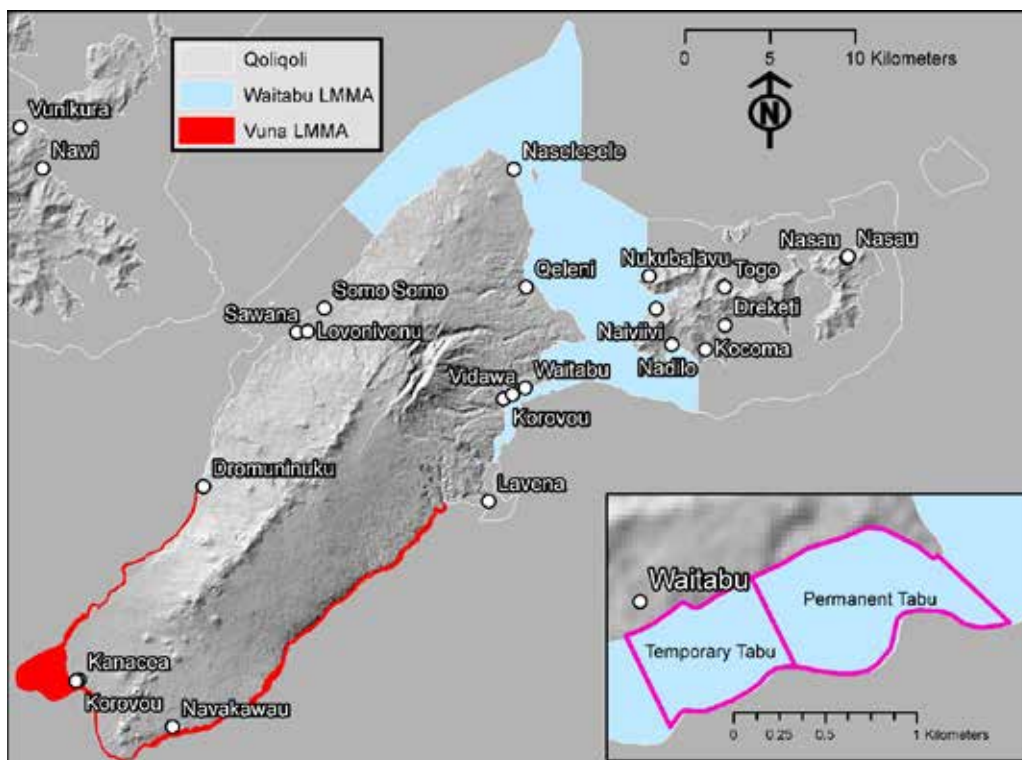 Qoliqoli
Waitabu LMMA
Vuna LMMA
0 5 10 Kilometers
N
Vunikura
Nawi
Naselesele
Nasau
Nasau
Nukubalavu
Togo
Qeleni
Somo Somo
Dreketi
Sawana
Lovonivonu
Naiviivi
Kocoma
Nadilo
Waitabu
Vidawa
Korovou
Dromuninuku
Lavena
Kanacea
Korovou
Navakawau
Waitabu
Permanent Tabu
Temporary Tabu
0 0.25 0.5 1 Kilometers